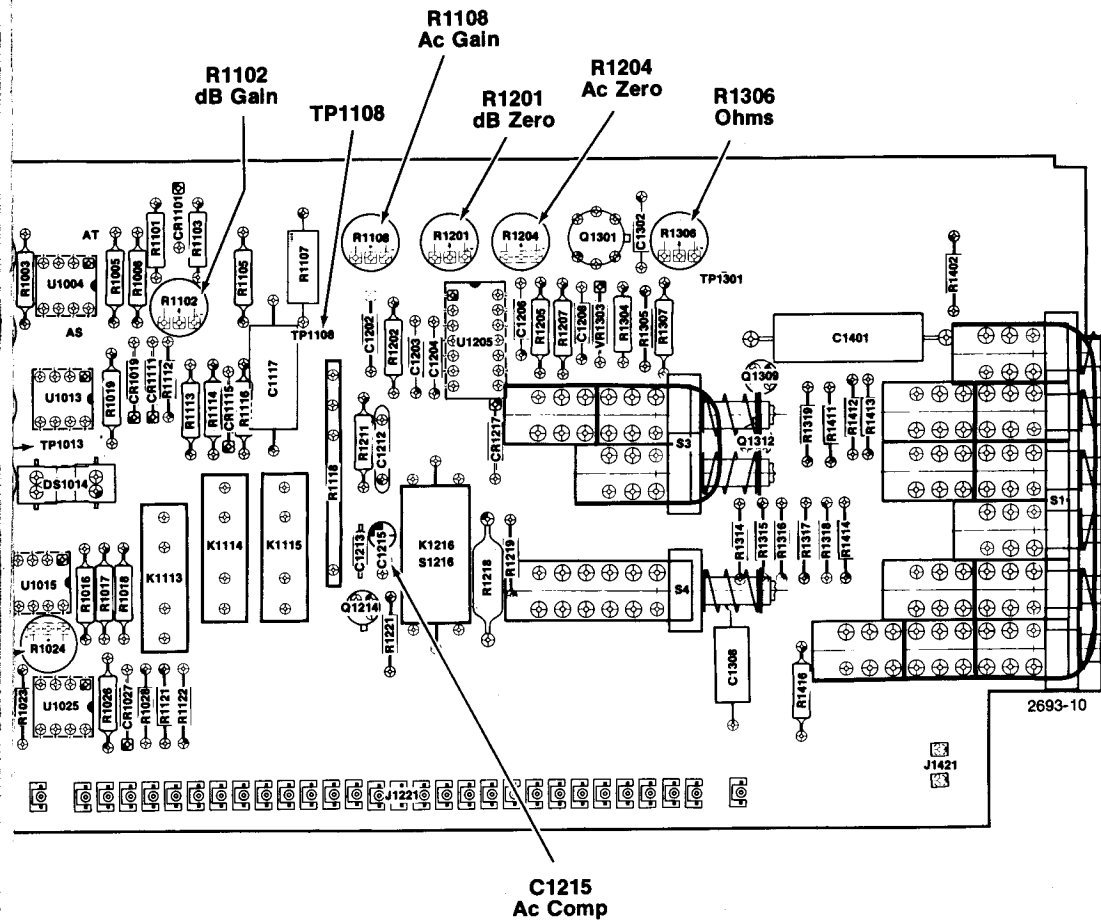 R1108
Ac Gain
R1102
dB Gain
TP1108
R1201
dB Zero
R1204
Ac Zero
R1306
Ohms
R1003
AT
U1004
AS
R1005
R1006
R1101
CR1101
R1103
R1102
R1105
R1107
TP1108
R1108
R1201
R1204
Q1301
C1302
R1306
TP1301
R1402
U1013
R1019
CR1019
CR1111
R1112
R1113
R1114
CR1115
R1116
C1117
C1202
R1202
C1203
C1204
U1205
C1206
R1205
R1207
C1208
VR1303
R1304
R1305
R1307
C1401
TP1013
DS1014
R1118
R1211
C1212
CR1217
S3
Q1309
Q1312
R1319
R1411
R1412
R1413
S1
U1015
R1016
R1017
R1018
K1113
K1114
K1115
C1213
C1215
Q1214
R1221
K1216
S1216
R1218
R1219
S4
R1314
R1315
R1316
R1317
R1318
R1414
R1024
R1023
U1025
R1026
CR1027
R1028
R1121
R1122
C1308
R1416
2693-10
J1421
J1221
C1215
Ac Comp